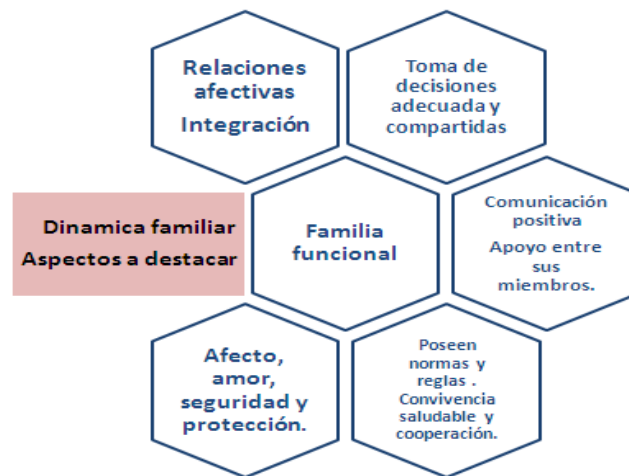 Relaciones
afectivas
Integración
Toma de
decisiones
adecuada y
compartidas
Dinamica familiar
Aspectos a destacar
Familia
funcional
Comunicación
positiva
Apoyo entre
sus
miembros.
Afecto,
amor,
seguridad y
protección.
Poseen
normas y
reglas .
Convivencia
saludable y
cooperación.